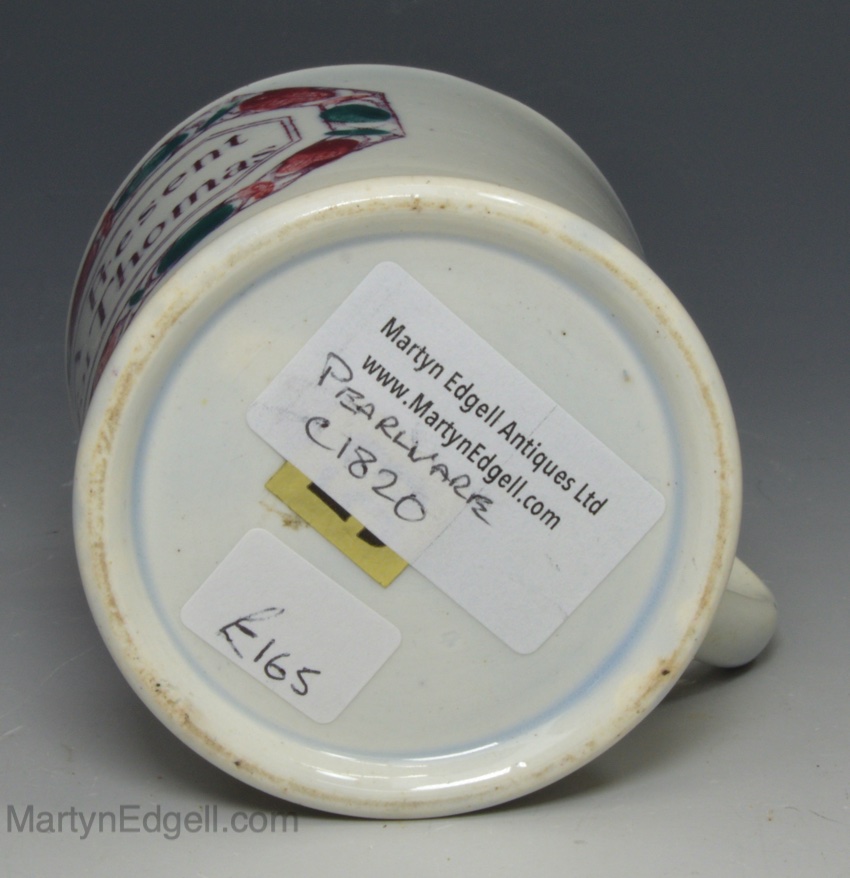 Present
Thomas
Martyn Edgell Antiques Ltd
www.MartynEdgell.com
PEARLWARE
C1820
£165
MartynEdgell.com